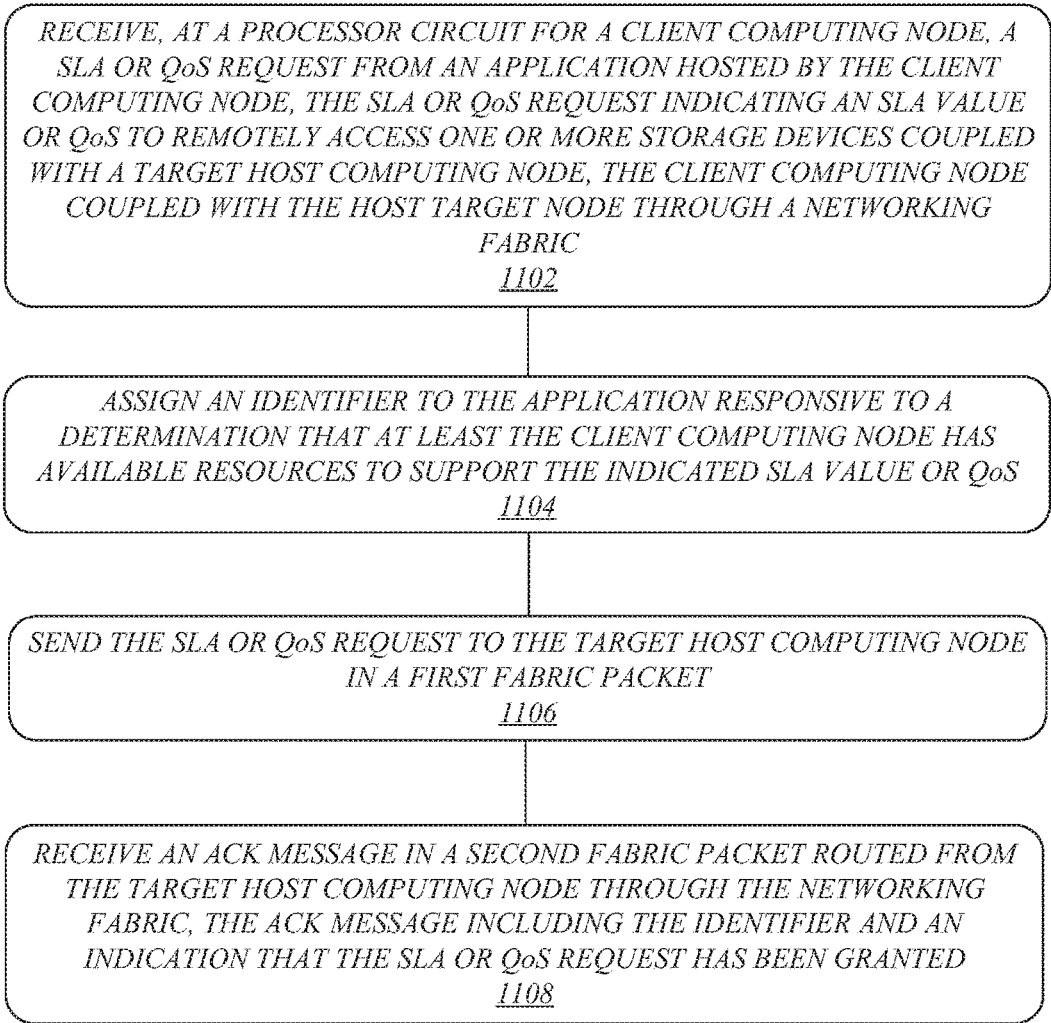 RECEIVE, AT A PROCESSOR CIRCUIT FOR A CLIENT COMPUTING NODE, A
SLA OR QoS REQUEST FROM AN APPLICATION HOSTED BY THE CLIENT
COMPUTING NODE, THE SLA OR QoS REQUEST INDICATING AN SLA VALUE
OR QoS TO REMOTELY ACCESS ONE OR MORE STORAGE DEVICES COUPLED
WITH A TARGET HOST COMPUTING NODE, THE CLIENT COMPUTING NODE
COUPLED WITH THE HOST TARGET NODE THROUGH A NETWORKING
FABRIC
1102
ASSIGN AN IDENTIFIER TO THE APPLICATION RESPONSIVE TO A
DETERMINATION THAT AT LEAST THE CLIENT COMPUTING NODE HAS
AVAILABLE RESOURCES TO SUPPORT THE INDICATED SLA VALUE OR QoS
1104
SEND THE SLA OR QoS REQUEST TO THE TARGET HOST COMPUTING NODE
IN A FIRST FABRIC PACKET
1106
RECEIVE AN ACK MESSAGE IN A SECOND FABRIC PACKET ROUTED FROM
THE TARGET HOST COMPUTING NODE THROUGH THE NETWORKING
FABRIC, THE ACK MESSAGE INCLUDING THE IDENTIFIER AND AN
INDICATION THAT THE SLA OR QoS REQUEST HAS BEEN GRANTED
1108